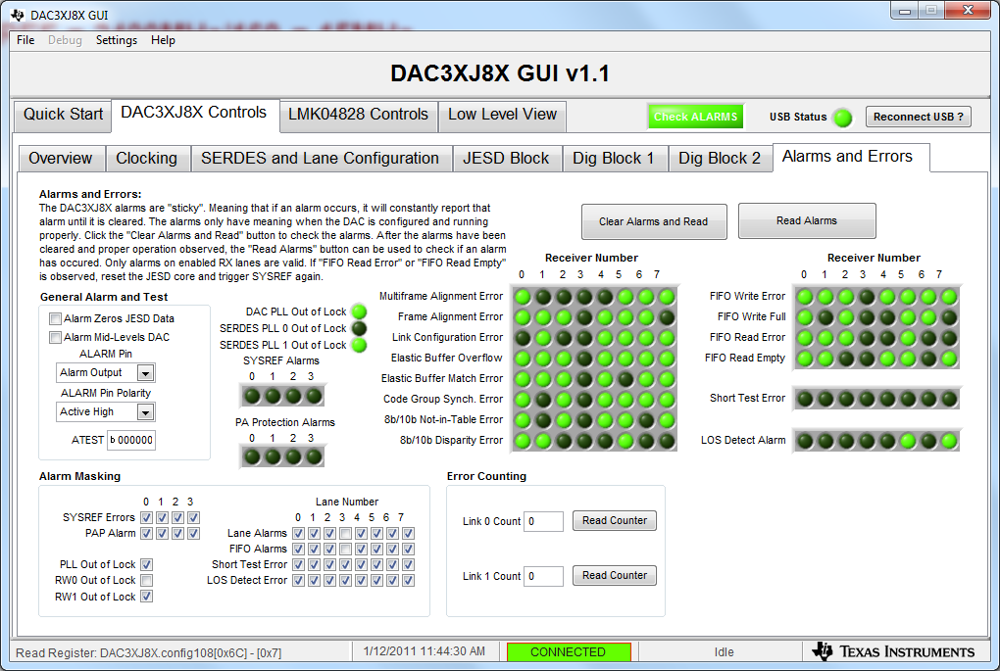 DAC3XJ8X GUI
File Debug Settings Help
DAC3XJ8X GUI v1.1
Quick Start DAC3XJ8X Controls LMK04828 Controls Low Level View Check ALARMS USB Status Reconnect USB ?
Overview Clocking SERDES and Lane Configuration JESD Block Dig Block 1 Dig Block 2 Alarms and Errors
Alarms and Errors:
The DAC3XJ8X alarms are "sticky". Meaning that if an alarm occurs, it will constantly report that
alarm until it is cleared. The alarms only have meaning when the DAC is configured and running
properly. Click the "Clear Alarms and Read" button to check the alarms. After the alarms have been
cleared and proper operation observed, the "Read Alarms" button can be used to check if an alarm
has occured. Only alarms on enabled RX lanes are valid. If "FIFO Read Error" or "FIFO Read Empty"
is observed, reset the JESD core and trigger SYSREF again.
Clear Alarms and Read Read Alarms
General Alarm and Test
Alarm Zeros JESD Data
Alarm Mid-Levels DAC
ALARM Pin
Alarm Output
ALARM Pin Polarity
Active High
ATEST b 000000
DAC PLL Out of Lock
SERDES PLL 0 Out of Lock
SERDES PLL 1 Out of Lock
SYSREF Alarms
0 1 2 3
PA Protection Alarms
0 1 2 3
Receiver Number
0 1 2 3 4 5 6 7
Multiframe Alignment Error
Frame Alignment Error
Link Configuration Error
Elastic Buffer Overflow
Elastic Buffer Match Error
Code Group Synch. Error
8b/10b Not-in-Table Error
8b/10b Disparity Error
Receiver Number
0 1 2 3 4 5 6 7
FIFO Write Error
FIFO Write Full
FIFO Read Error
FIFO Read Empty
Short Test Error
LOS Detect Alarm
Alarm Masking
0 1 2 3
SYSREF Errors
PAP Alarm
PLL Out of Lock
RW0 Out of Lock
RW1 Out of Lock
Lane Number
0 1 2 3 4 5 6 7
Lane Alarms
FIFO Alarms
Short Test Error
LOS Detect Error
Error Counting
Link 0 Count 0 Read Counter
Link 1 Count 0 Read Counter
Read Register: DAC3XJ8X.config108[0x6C] - [0x7] 1/12/2011 11:44:30 AM CONNECTED Idle TEXAS INSTRUMENTS